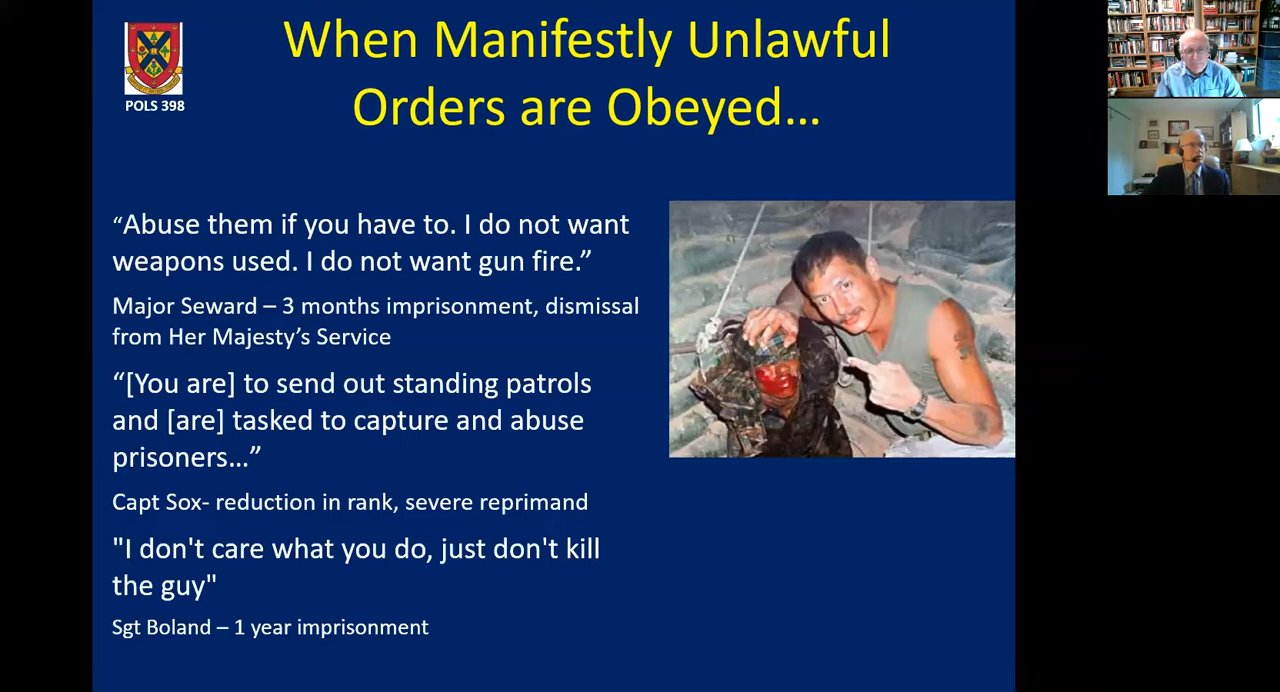 When Manifestly Unlawful
Orders are Obeyed…
POLS 398
“Abuse them if you have to. I do not want
weapons used. I do not want gun fire.”
Major Seward – 3 months imprisonment, dismissal
from Her Majesty’s Service
“[You are] to send out standing patrols
and [are] tasked to capture and abuse
prisoners…”
Capt Sox- reduction in rank, severe reprimand
"I don't care what you do, just don't kill
the guy"
Sgt Boland – 1 year imprisonment